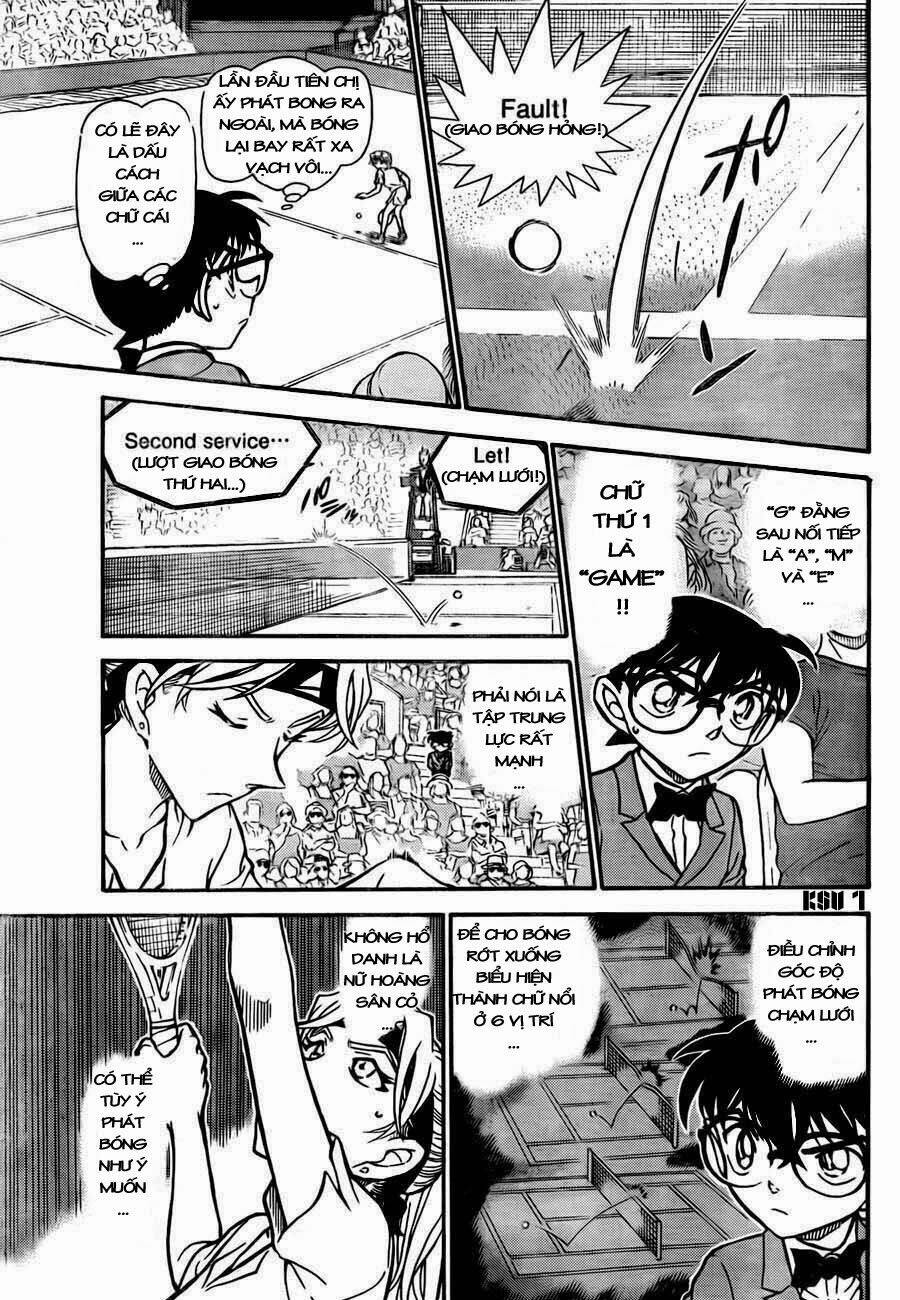 Fault!
(GIAO BÓNG HỎNG!)
ポ
LẦN ĐẦU TIÊN CHỊ
ẤY PHÁT BONG RA
NGOÀI, MÀ BÓNG
LẠI BAY RẤT XA
VẠCH VÔI...
CÓ LẼ ĐÂY
LÀ DẤU
CÁCH
GIỮA CÁC
CHỮ CÁI
...
"G" ĐẰNG
SAU NỐI TIẾP
LÀ "A", "M"
VÀ "E"
...
CHỮ
THỨ 1
LÀ
"GAME"
!!
Let!
(CHẠM LƯỚI!)
Second service...
(LƯỢT GIAO BÓNG
THỨ HAI...)
PHẢI NÓI LÀ
TẬP TRUNG
LỰC RẤT
MẠNH
...
KSV 1
ĐIỀU CHỈNH
GÓC ĐỘ
PHÁT BÓNG
CHẠM LƯỚI
...
ĐỂ CHO BÓNG
RỚT XUỐNG
BIỂU HIỆN
THÀNH CHỮ NỔI
Ở 6 VỊ TRÍ
...
KHÔNG HỔ
DANH LÀ
NỮ HOÀNG
SÂN CỎ
...
CÓ THỂ
TÙY Ý
PHÁT
BÓNG
NHƯ Ý
MUỐN
...